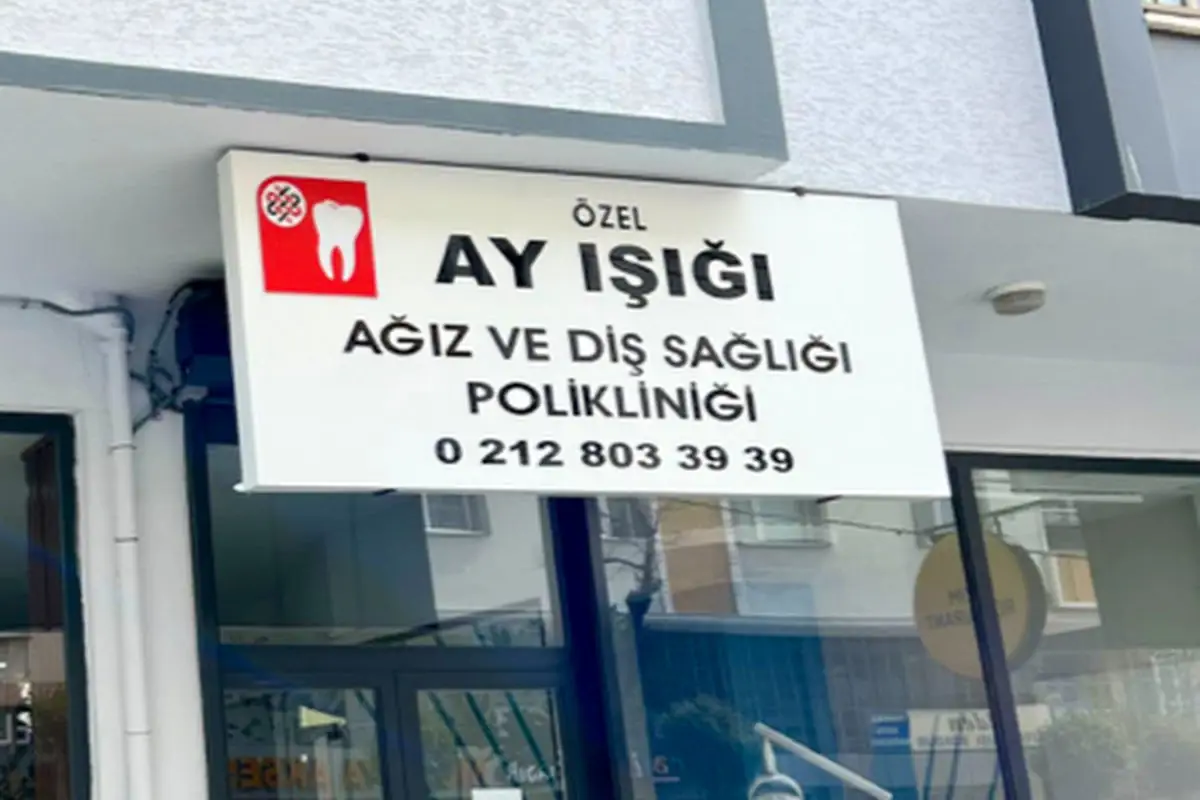 ÖZEL
AY IŞIĞI
AĞIZ VE DİŞ SAĞLIĞI
POLİKLİNİĞİ
0 212 803 39 39